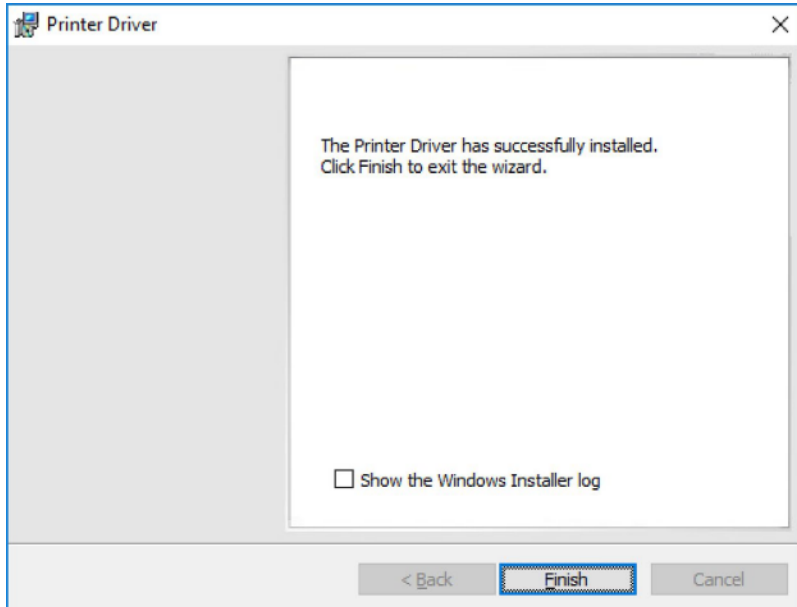 Printer Driver
The Printer Driver has successfully installed.
Click Finish to exit the wizard.
Show the Windows Installer log
< Back
Finish
Cancel